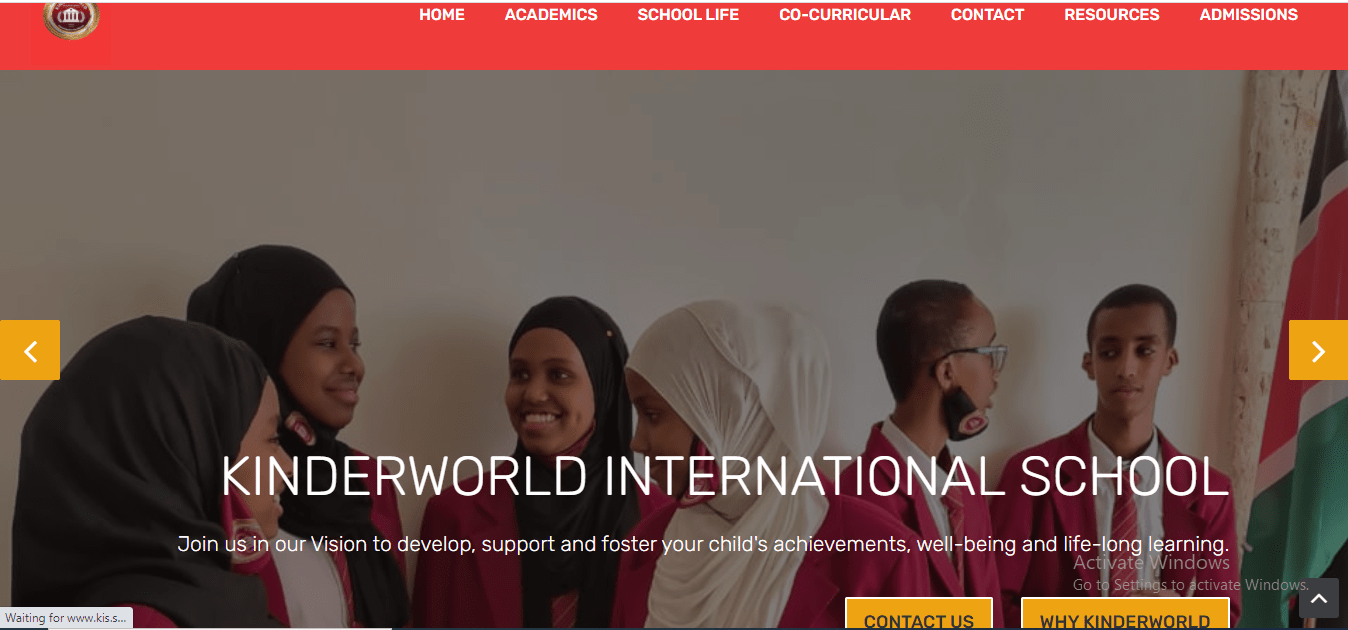 HOME ACADEMICS SCHOOL LIFE CO-CURRICULAR CONTACT RESOURCES ADMISSIONS
KINDERWORLD INTERNATIONAL SCHOOL
Join us in our Vision to develop, support and foster your child's achievements, well-being and life-long learning.
Activate Windows
Go to Settings to activate Windows.
CONTACT US WHY KINDERWORLD
Waiting for www.kis.s...